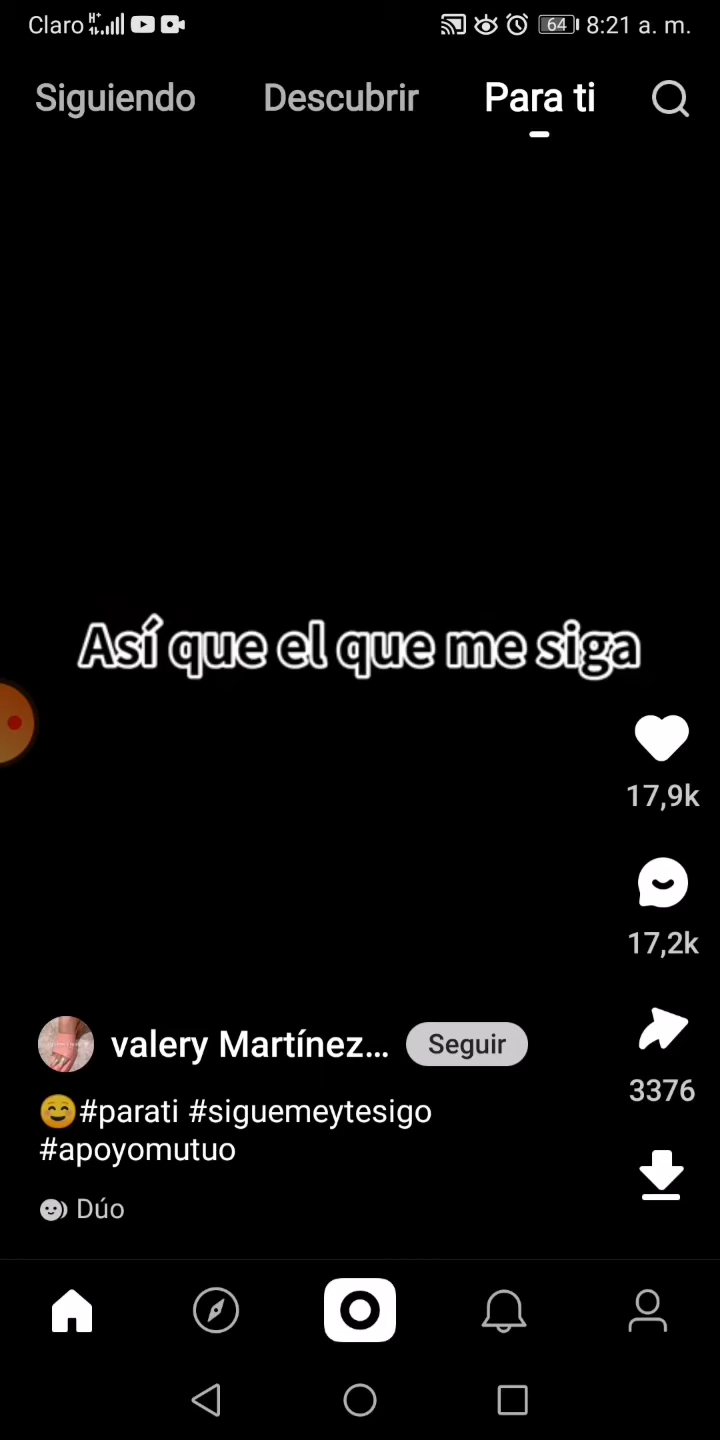 Claro H+ 64 8:21 a. m.
Siguiendo Descubrir Para ti
Así que el que me siga
17,9k
17,2k
valery Martínez... Seguir
3376
😊#parati #siguemeytesigo
#apoyomutuo
Dúo